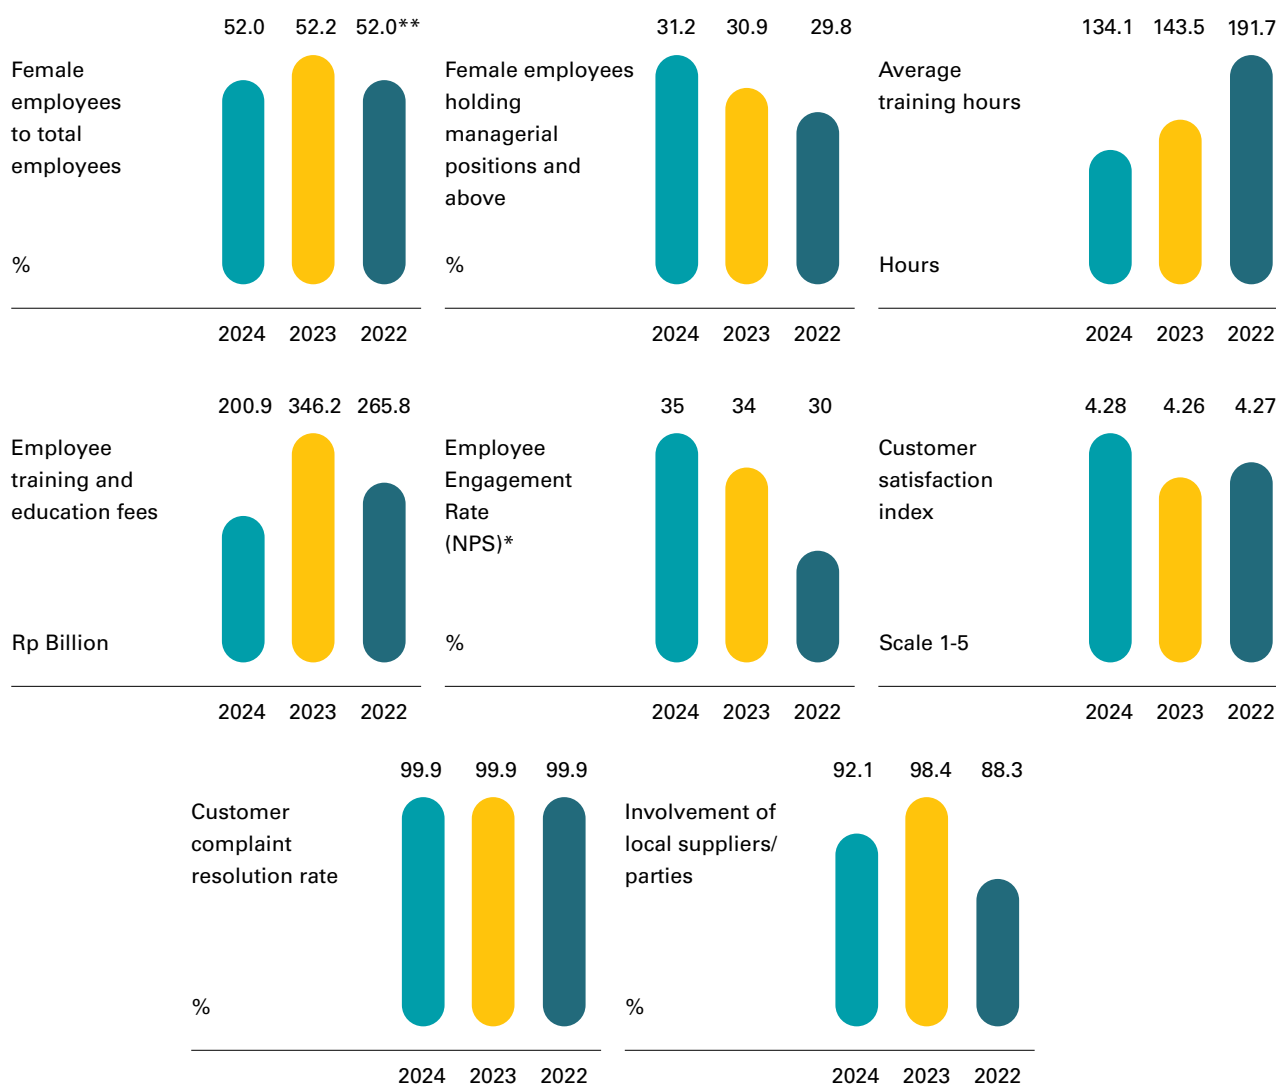 52.0 52.2 52.0**
Female
employees
to total
employees
%
2024 2023 2022
31.2 30.9 29.8
Female employees
holding
managerial
positions and
above
%
2024 2023 2022
134.1 143.5 191.7
Average
training hours
Hours
2024 2023 2022
200.9 346.2 265.8
Employee
training and
education fees
Rp Billion
2024 2023 2022
35 34 30
Employee
Engagement
Rate
(NPS)*
%
2024 2023 2022
4.28 4.26 4.27
Customer
satisfaction
index
Scale 1-5
2024 2023 2022
99.9 99.9 99.9
Customer
complaint
resolution rate
%
2024 2023 2022
92.1 98.4 88.3
Involvement of
local suppliers/
parties
%
2024 2023 2022